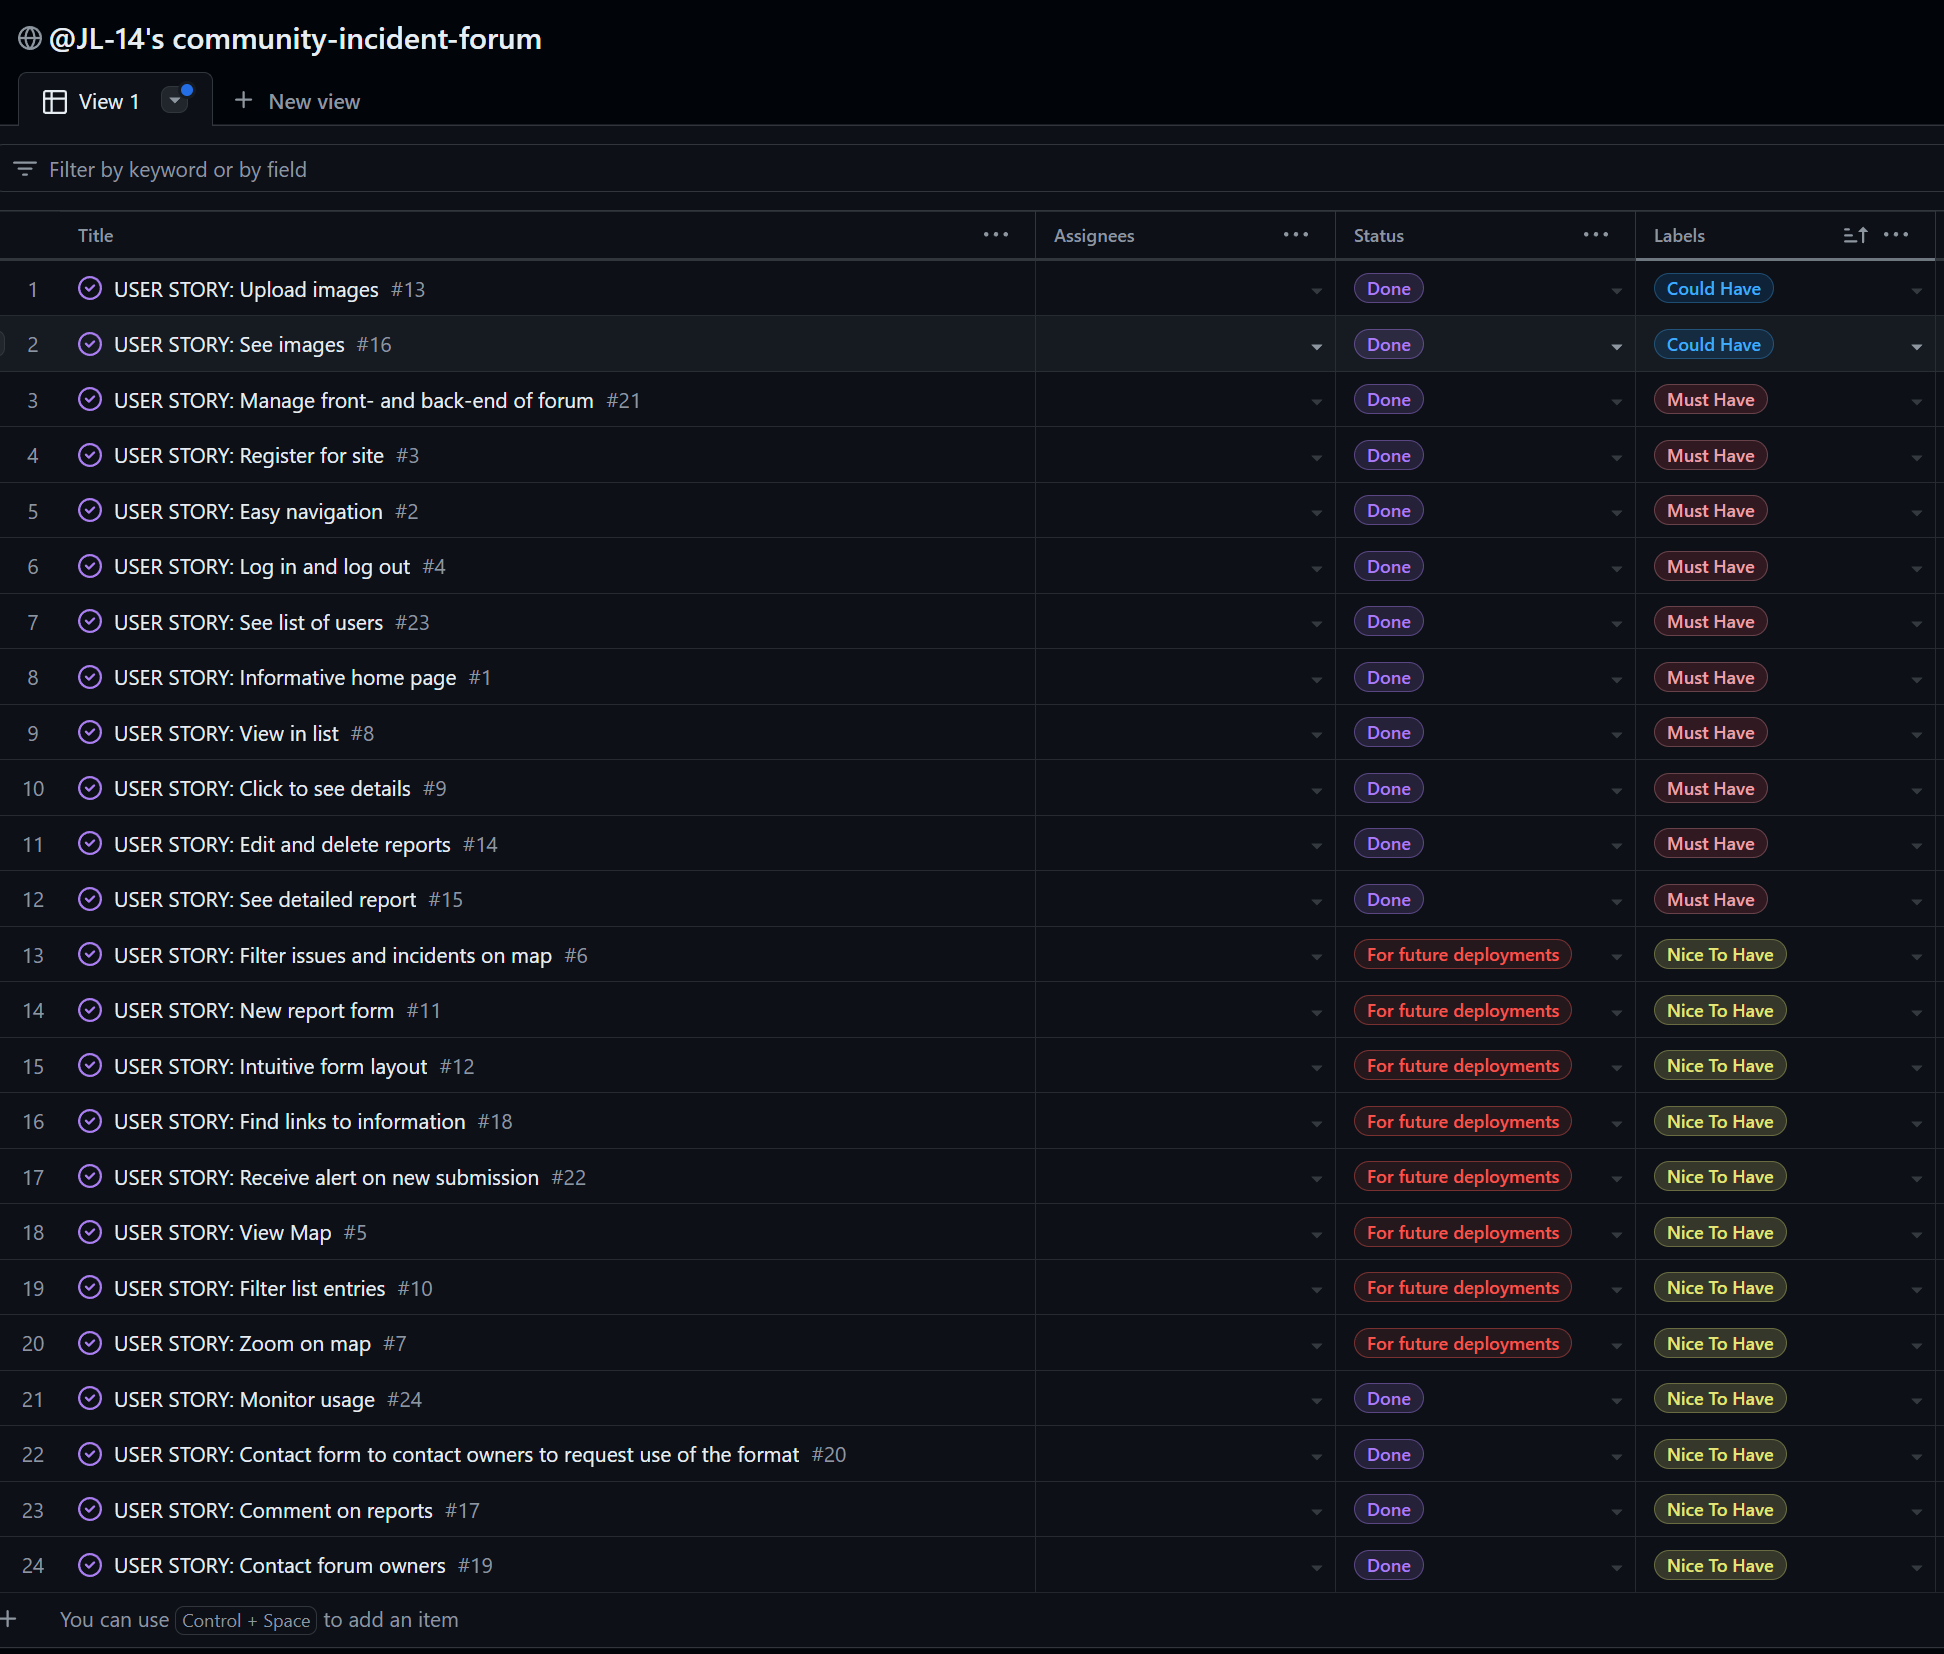 @JL-14's community-incident-forum
View 1
New view
Filter by keyword or by field
Title Assignees Status Labels
1 USER STORY: Upload images #13 Done Could Have
2 USER STORY: See images #16 Done Could Have
3 USER STORY: Manage front- and back-end of forum #21 Done Must Have
4 USER STORY: Register for site #3 Done Must Have
5 USER STORY: Easy navigation #2 Done Must Have
6 USER STORY: Log in and log out #4 Done Must Have
7 USER STORY: See list of users #23 Done Must Have
8 USER STORY: Informative home page #1 Done Must Have
9 USER STORY: View in list #8 Done Must Have
10 USER STORY: Click to see details #9 Done Must Have
11 USER STORY: Edit and delete reports #14 Done Must Have
12 USER STORY: See detailed report #15 Done Must Have
13 USER STORY: Filter issues and incidents on map #6 For future deployments Nice To Have
14 USER STORY: New report form #11 For future deployments Nice To Have
15 USER STORY: Intuitive form layout #12 For future deployments Nice To Have
16 USER STORY: Find links to information #18 For future deployments Nice To Have
17 USER STORY: Receive alert on new submission #22 For future deployments Nice To Have
18 USER STORY: View Map #5 For future deployments Nice To Have
19 USER STORY: Filter list entries #10 For future deployments Nice To Have
20 USER STORY: Zoom on map #7 For future deployments Nice To Have
21 USER STORY: Monitor usage #24 Done Nice To Have
22 USER STORY: Contact form to contact owners to request use of the format #20 Done Nice To Have
23 USER STORY: Comment on reports #17 Done Nice To Have
24 USER STORY: Contact forum owners #19 Done Nice To Have
You can use Control + Space to add an item